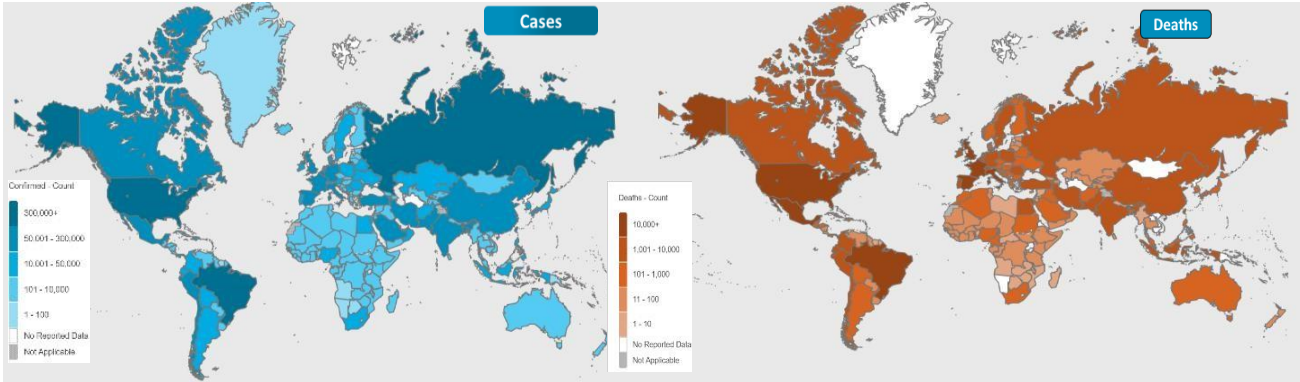 Cases
Confirmed - Count
300,000+
50.001 - 300,000
10.001 - 50,000
101 - 10,000
1 - 100
No Reported Data
Not Applicable
Deaths
Deaths - Count
10,000+
1.001 - 10,000
101 - 1,000
11 - 100
1 - 10
No Reported Data
Not Applicable